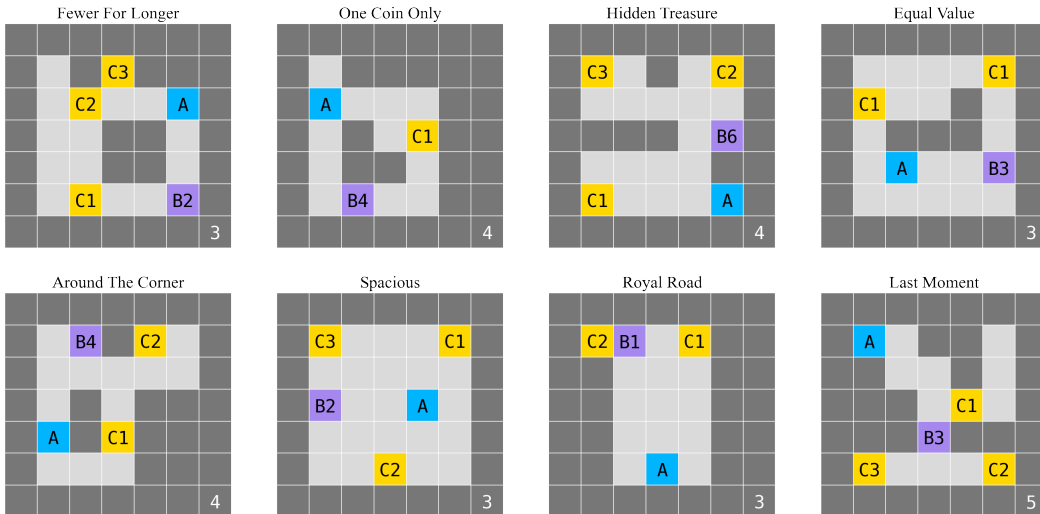 Fewer For Longer
C3
C2 A
C1 B2
3
One Coin Only
A
C1
B4
4
Hidden Treasure
C3 C2
B6
C1 A
4
Equal Value
C1
C1
A B3
3
Around The Corner
B4 C2
A C1
4
Spacious
C3 C1
B2 A
C2
3
Royal Road
C2 B1 C1
A
3
Last Moment
A
C1
B3
C3 C2
5